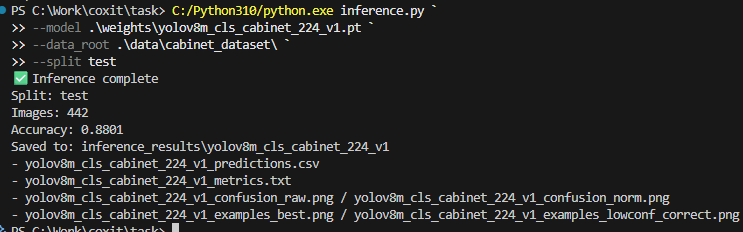 PS C:\Work\coxit\task> C:/Python310/python.exe inference.py `
>> --model .\weights\yolov8m_cls_cabinet_224_v1.pt `
>> --data_root .\data\cabinet_dataset\ `
>> --split test
✅ Inference complete
Split: test
Images: 442
Accuracy: 0.8801
Saved to: inference_results\yolov8m_cls_cabinet_224_v1
- yolov8m_cls_cabinet_224_v1_predictions.csv
- yolov8m_cls_cabinet_224_v1_metrics.txt
- yolov8m_cls_cabinet_224_v1_confusion_raw.png / yolov8m_cls_cabinet_224_v1_confusion_norm.png
- yolov8m_cls_cabinet_224_v1_examples_best.png / yolov8m_cls_cabinet_224_v1_examples_lowconf_correct.png
PS C:\Work\coxit\task>